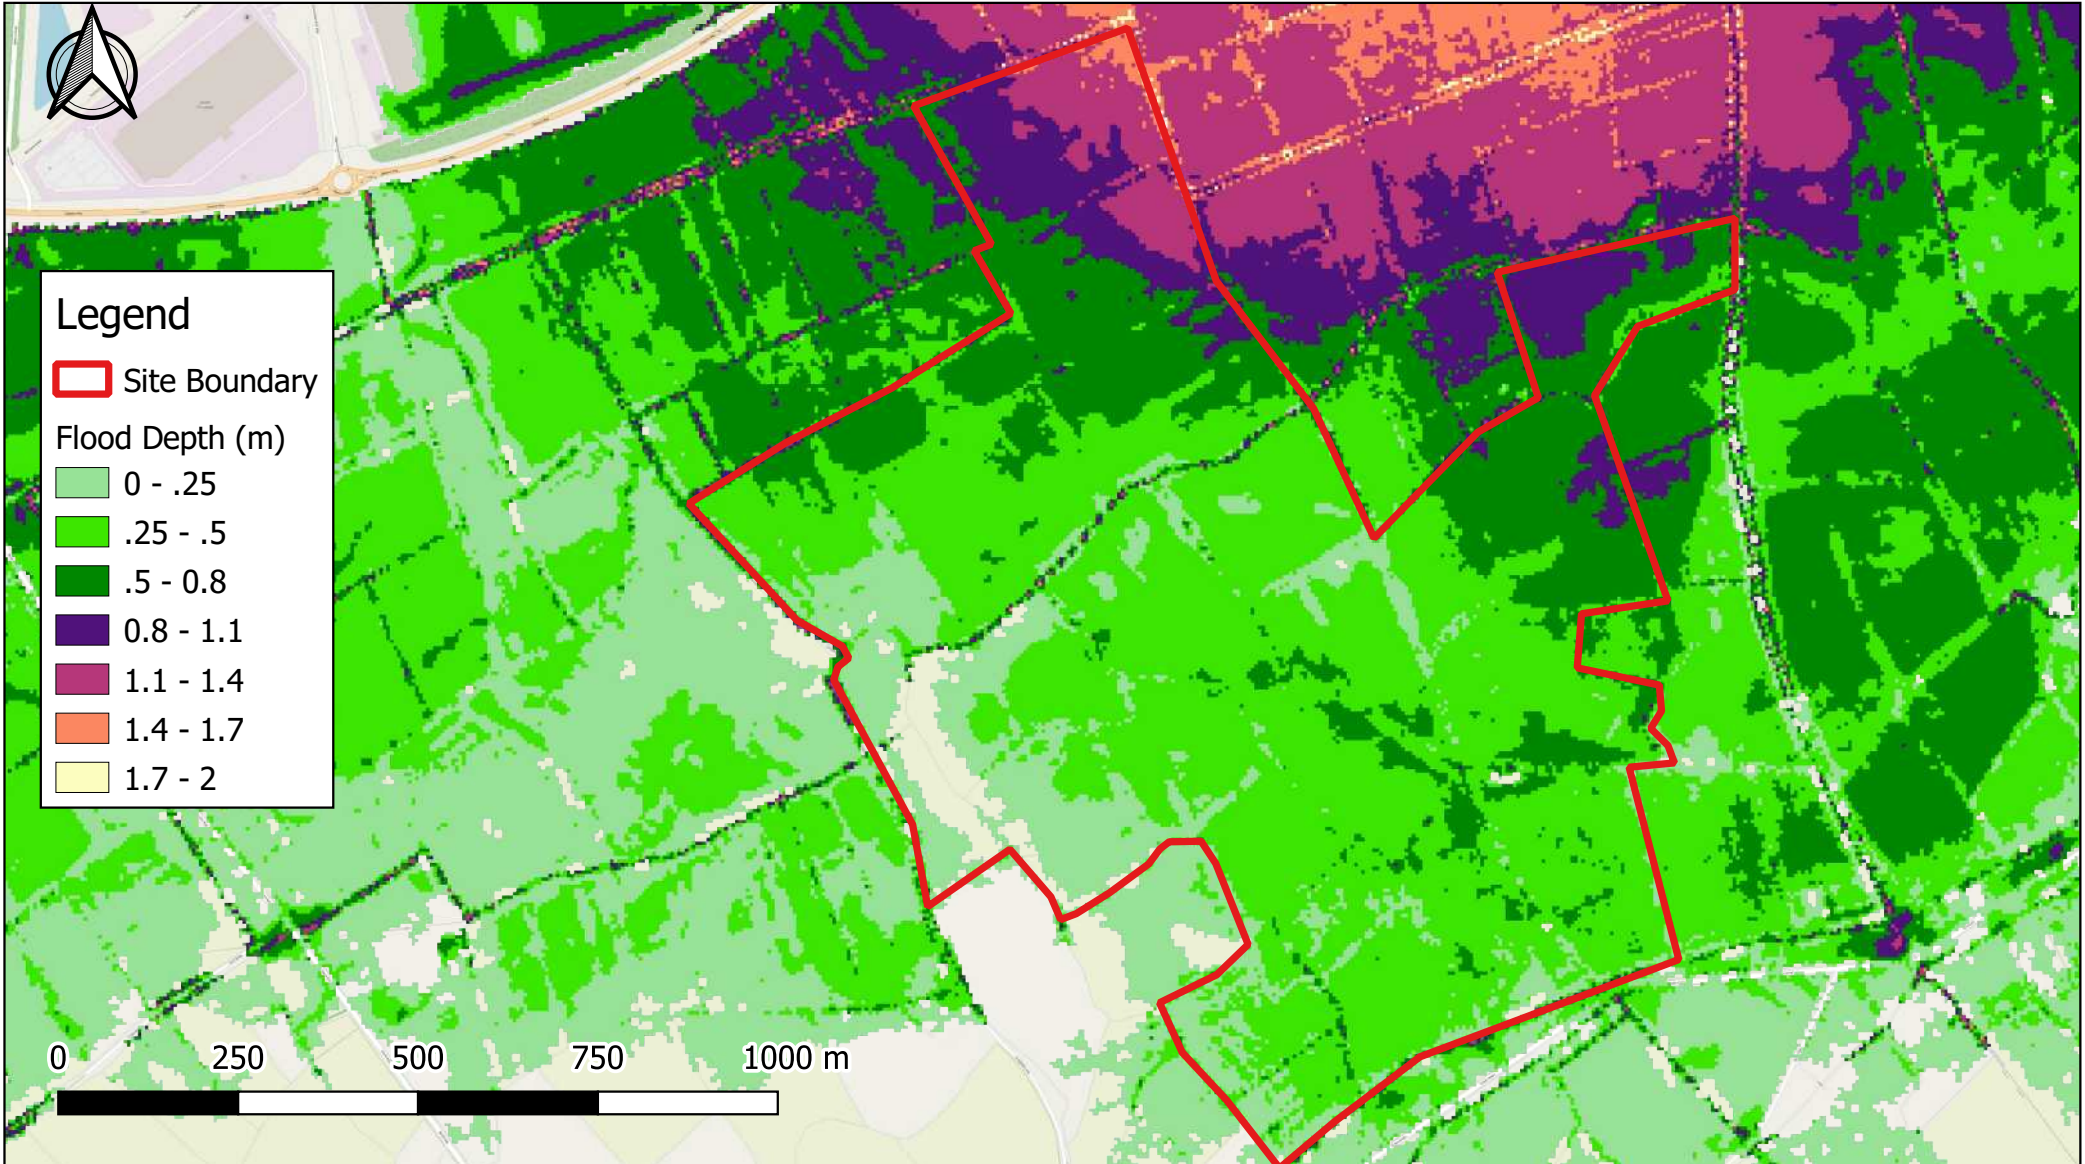 Legend
Site Boundary
Flood Depth (m)
0 - .25
.25 - .5
.5 - 0.8
0.8 - 1.1
1.1 - 1.4
1.4 - 1.7
1.7 - 2
0 250 500 750 1000 m